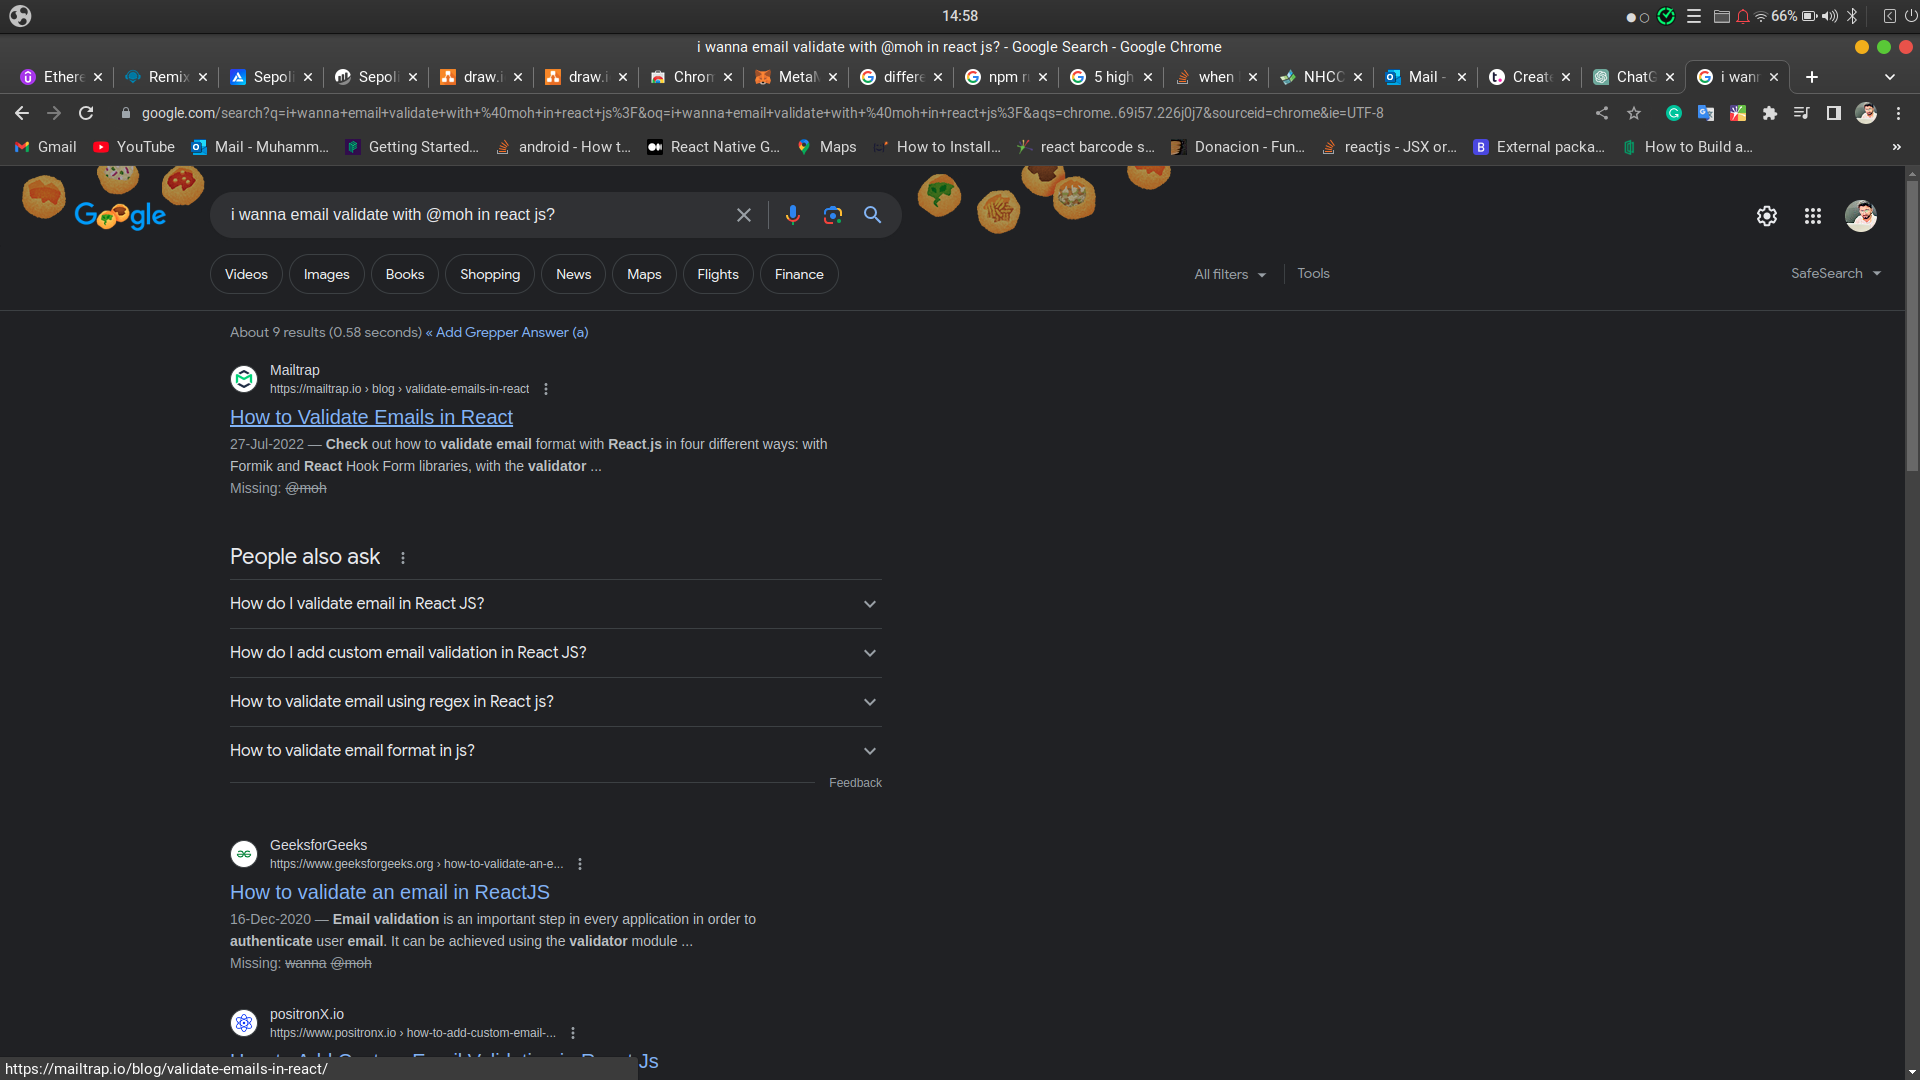 14:58
66%
i wanna email validate with @moh in react js? - Google Search - Google Chrome
Ethere
Remix
Sepoli
Sepoli
draw.i
draw.i
Chrom
MetaM
differe
npm ru
5 high
when
NHCC
Mail -
Create
ChatG
i wann
google.com/search?q=i+wanna+email+validate+with+%40moh+in+react+js%3F&oq=i+wanna+email+validate+with+%40moh+in+react+js%3F&aqs=chrome..69i57.226j0j7&sourceid=chrome&ie=UTF-8
Gmail
YouTube
Mail - Muhamm...
Getting Started...
android - How t...
React Native G...
Maps
How to Install...
react barcode s...
Donacion - Fun...
reactjs - JSX or...
External packa...
How to Build a...
»
Google
i wanna email validate with @moh in react js?
Videos
Images
Books
Shopping
News
Maps
Flights
Finance
All filters
Tools
SafeSearch
About 9 results (0.58 seconds) « Add Grepper Answer (a)
Mailtrap
https://mailtrap.io › blog › validate-emails-in-react
How to Validate Emails in React
27-Jul-2022 — Check out how to validate email format with React.js in four different ways: with
Formik and React Hook Form libraries, with the validator ...
Missing: @moh
People also ask
How do I validate email in React JS?
How do I add custom email validation in React JS?
How to validate email using regex in React js?
How to validate email format in js?
Feedback
GeeksforGeeks
https://www.geeksforgeeks.org › how-to-validate-an-e...
How to validate an email in ReactJS
16-Dec-2020 — Email validation is an important step in every application in order to
authenticate user email. It can be achieved using the validator module ...
Missing: wanna @moh
positronX.io
https://www.positronx.io › how-to-add-custom-email-...
How to Add Custom Email Validation in React Js
https://mailtrap.io/blog/validate-emails-in-react/